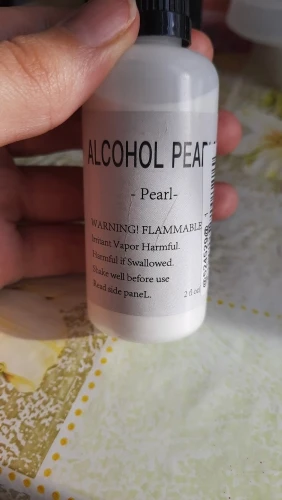 ALCOHOL PEAR
- Pearl-
WARNING! FLAMMABLE
Irritant Vapor Harmful.
Harmful if Swallowed.
Shake well before use
Read side paneL.
2 fl oz